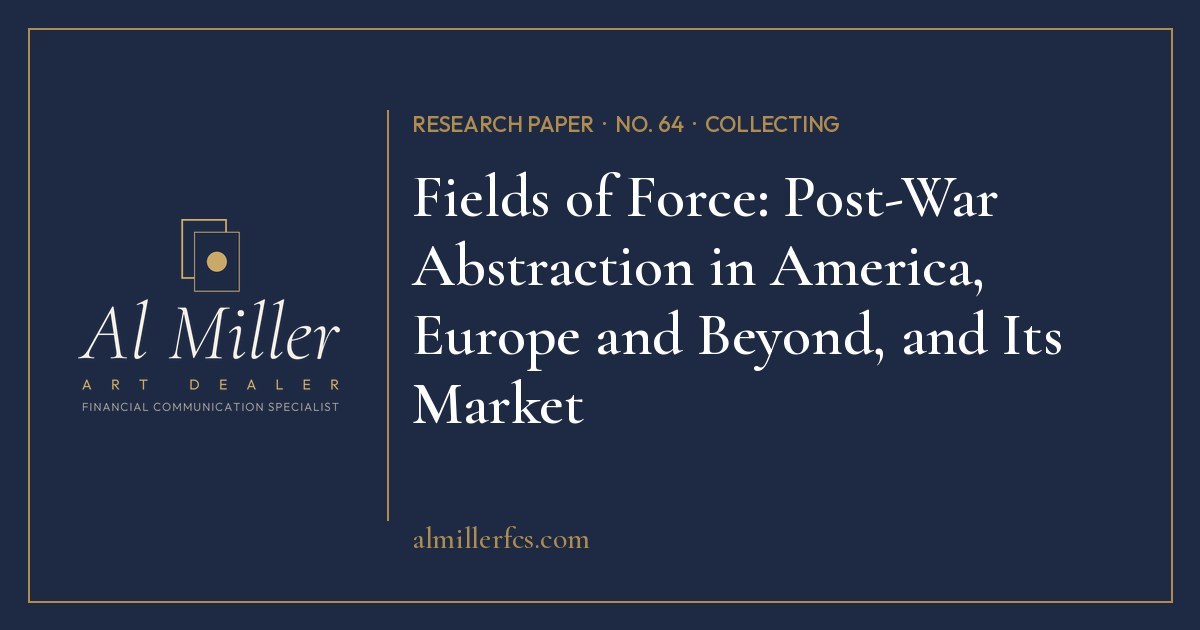 Al Miller
ART DEALER
FINANCIAL COMMUNICATION SPECIALIST
RESEARCH PAPER · NO. 64 · COLLECTING
Fields of Force: Post-War
Abstraction in America,
Europe and Beyond, and Its
Market
almillerfcs.com